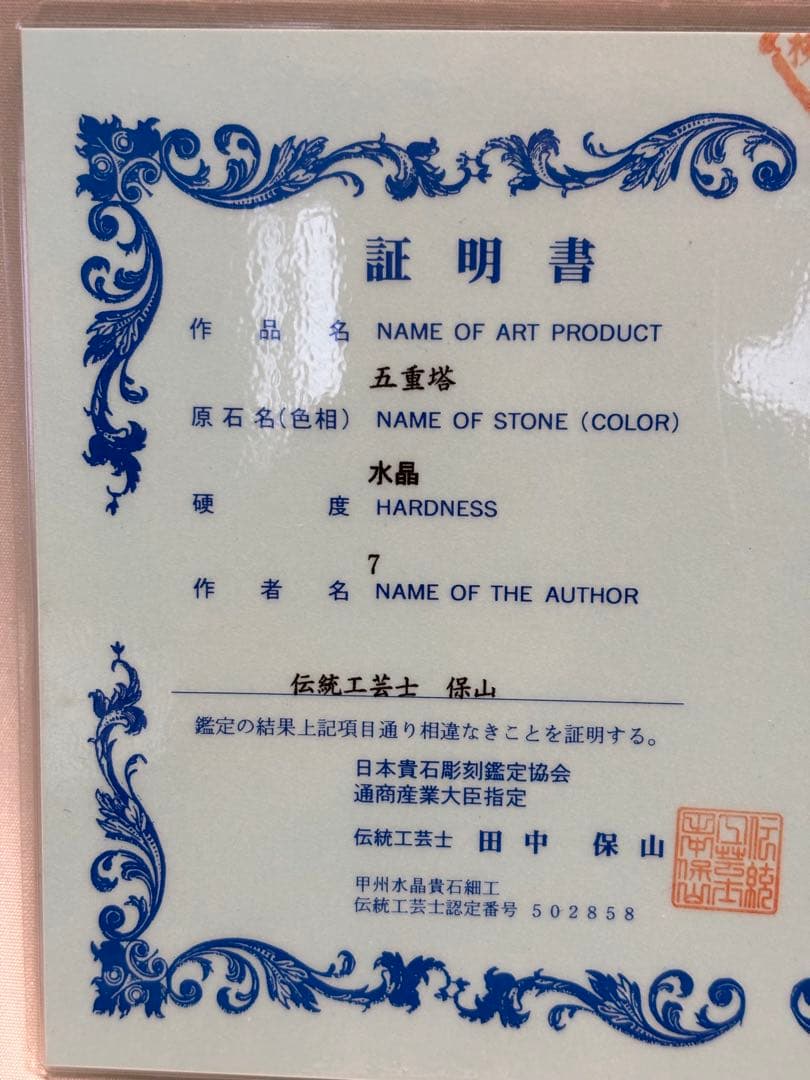 証明書
作品名 NAME OF ART PRODUCT
五重塔
原石名(色相) NAME OF STONE (COLOR)
水晶
硬度 HARDNESS
7
作者名 NAME OF THE AUTHOR
伝統工芸士 保山
鑑定の結果上記項目通り相違なきことを証明する。
日本貴石彫刻鑑定協会
通商産業大臣指定
伝統工芸士 田中 保山
甲州水晶貴石細工
伝統工芸士認定番号 502858